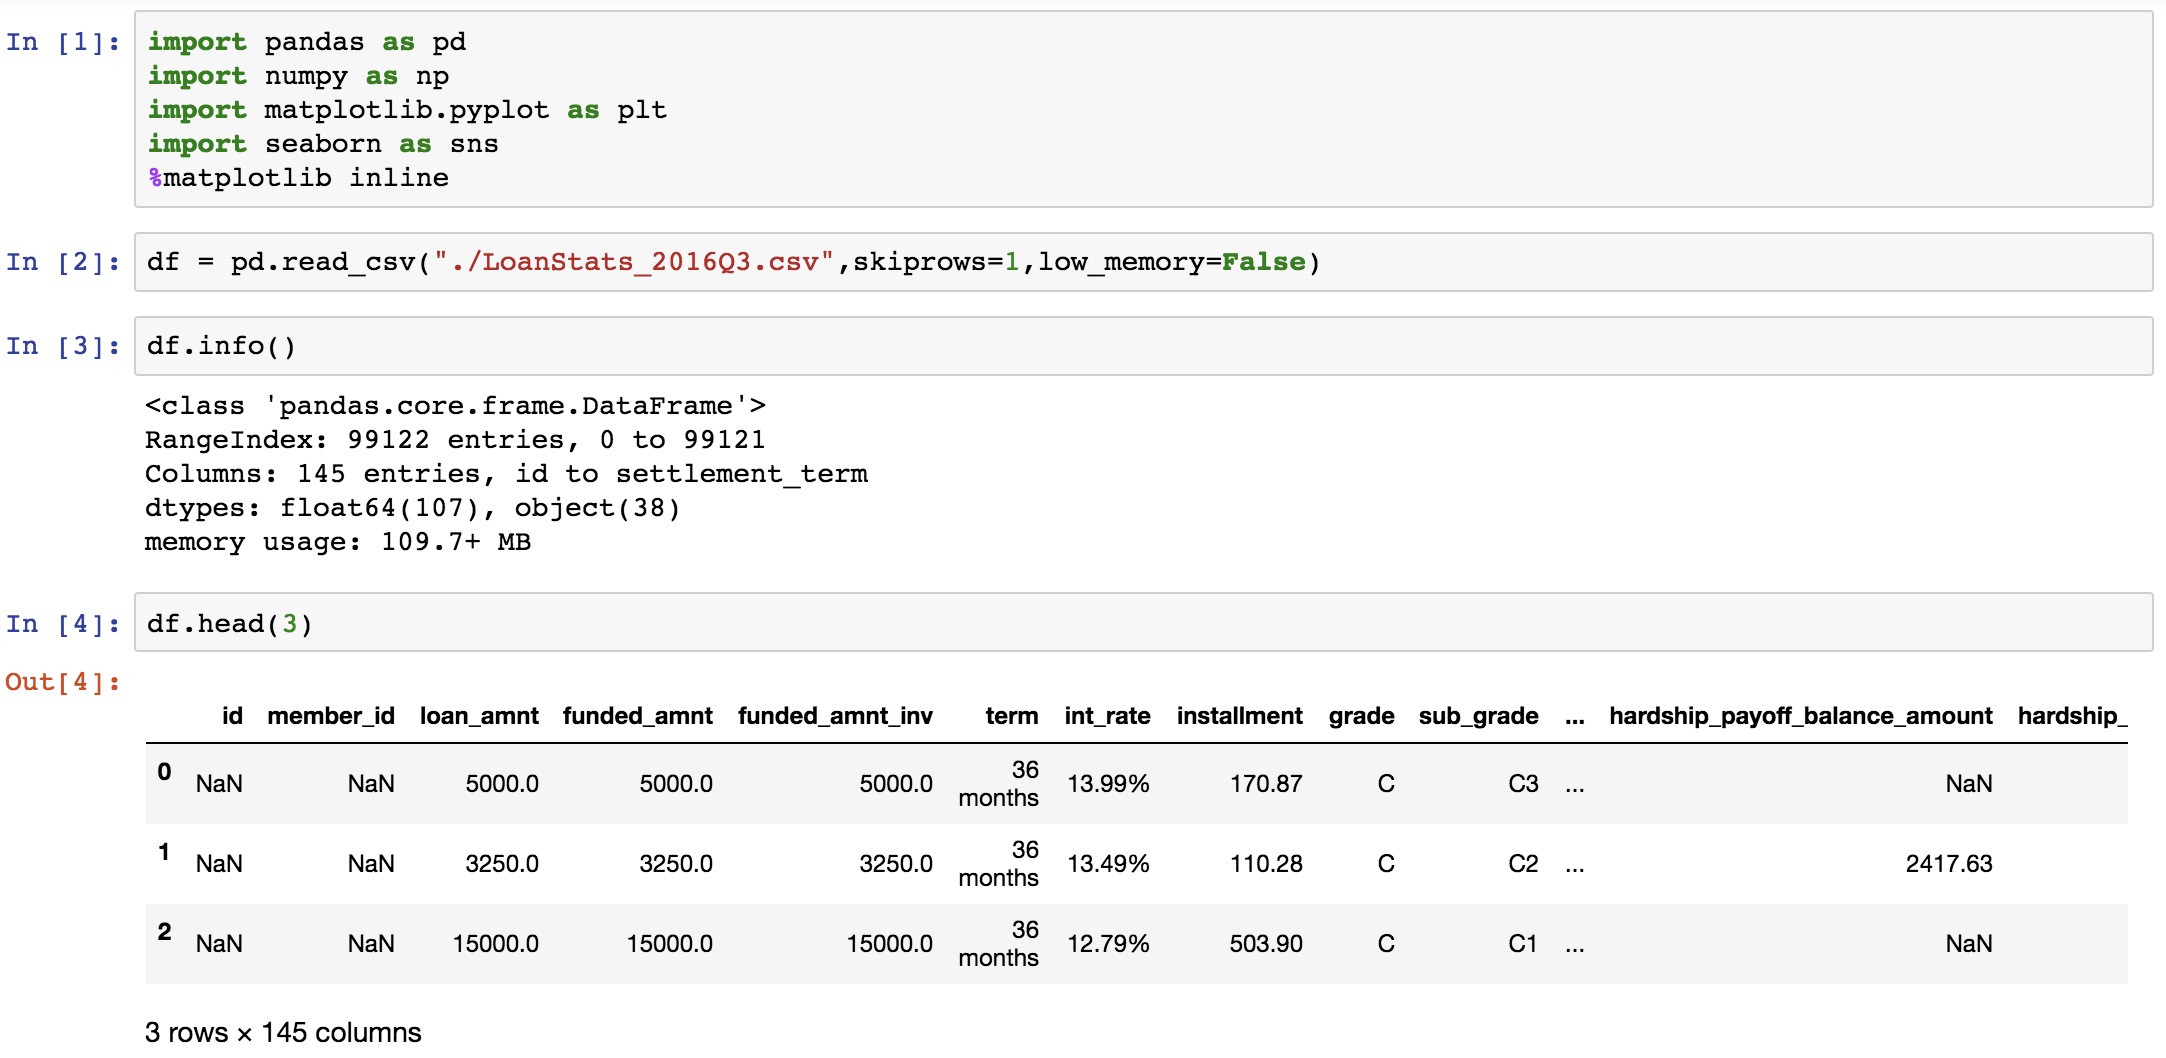 In [1]: import pandas as pd
import numpy as np
import matplotlib.pyplot as plt
import seaborn as sns
%matplotlib inline
In [2]: df = pd.read_csv("./LoanStats_2016Q3.csv",skiprows=1,low_memory=False)
In [3]: df.info()
<class 'pandas.core.frame.DataFrame'>
RangeIndex: 99122 entries, 0 to 99121
Columns: 145 entries, id to settlement_term
dtypes: float64(107), object(38)
memory usage: 109.7+ MB
In [4]: df.head(3)
Out[4]:
id member_id loan_amnt funded_amnt funded_amnt_inv term int_rate installment grade sub_grade ... hardship_payoff_balance_amount hardship_
0 NaN NaN 5000.0 5000.0 5000.0 36 months 13.99% 170.87 C C3 ... NaN
1 NaN NaN 3250.0 3250.0 3250.0 36 months 13.49% 110.28 C C2 ... 2417.63
2 NaN NaN 15000.0 15000.0 15000.0 36 months 12.79% 503.90 C C1 ... NaN
3 rows × 145 columns